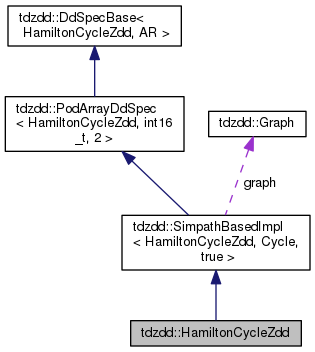 tdzdd::DdSpecBase<
HamiltonCycleZdd, AR >
tdzdd::PodArrayDdSpec
< HamiltonCycleZdd, int16
_t, 2 >
tdzdd::Graph
graph
tdzdd::SimpathBasedImpl
< HamiltonCycleZdd, Cycle,
true >
tdzdd::HamiltonCycleZdd